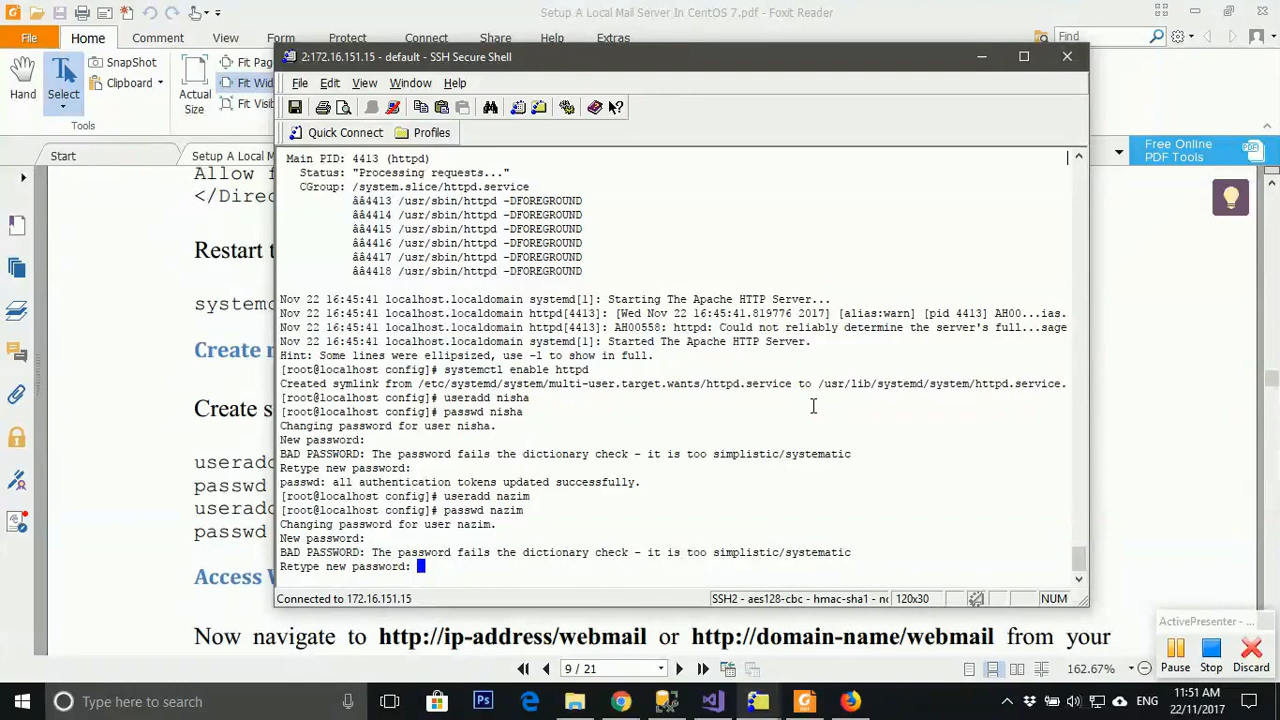 Setup A Local Mail Server In CentOS 7.pdf - Foxit Reader
File Home Comment View Form Protect Connect Share Help Extras
Find
Hand
Select
Actual
Size
SnapShot
Clipboard
Fit Pag
Fit Wid
Fit Visib
Tools
Start
Setup A Local M
Free Online
PDF Tools
2:172.16.151.15 - default - SSH Secure Shell
File Edit View Window Help
Quick Connect Profiles
Main PID: 4413 (httpd)
Status: "Processing requests..."
CGroup: /system.slice/httpd.service
ââ4413 /usr/sbin/httpd -DFOREGROUND
ââ4414 /usr/sbin/httpd -DFOREGROUND
ââ4415 /usr/sbin/httpd -DFOREGROUND
ââ4416 /usr/sbin/httpd -DFOREGROUND
ââ4417 /usr/sbin/httpd -DFOREGROUND
ââ4418 /usr/sbin/httpd -DFOREGROUND
Nov 22 16:45:41 localhost.localdomain systemd[1]: Starting The Apache HTTP Server...
Nov 22 16:45:41 localhost.localdomain httpd[4413]: [Wed Nov 22 16:45:41.819776 2017] [alias:warn] [pid 4413] AH00...ias.
Nov 22 16:45:41 localhost.localdomain httpd[4413]: AH00558: httpd: Could not reliably determine the server's full...sage
Nov 22 16:45:41 localhost.localdomain systemd[1]: Started The Apache HTTP Server.
Hint: Some lines were ellipsized, use -l to show in full.
[root@localhost config]# systemctl enable httpd
Created symlink from /etc/systemd/system/multi-user.target.wants/httpd.service to /usr/lib/systemd/system/httpd.service.
[root@localhost config]# useradd nisha
[root@localhost config]# passwd nisha
Changing password for user nisha.
New password:
BAD PASSWORD: The password fails the dictionary check - it is too simplistic/systematic
Retype new password:
passwd: all authentication tokens updated successfully.
[root@localhost config]# useradd nazim
[root@localhost config]# passwd nazim
Changing password for user nazim.
New password:
BAD PASSWORD: The password fails the dictionary check - it is too simplistic/systematic
Retype new password:
Connected to 172.16.151.15
SSH2 - aes128-cbc - hmac-sha1 - nc
120x30
NUM
Allow f
</Direc
Restart t
systemc
Create
Create s
useradd
passwd
useradd
passwd
Access W
Now navigate to http://ip-address/webmail or http://domain-name/webmail from your
ActivePresenter - ...
Pause Stop Discard
9 / 21
162.67%
Type here to search
Ps
ENG
11:51 AM
22/11/2017